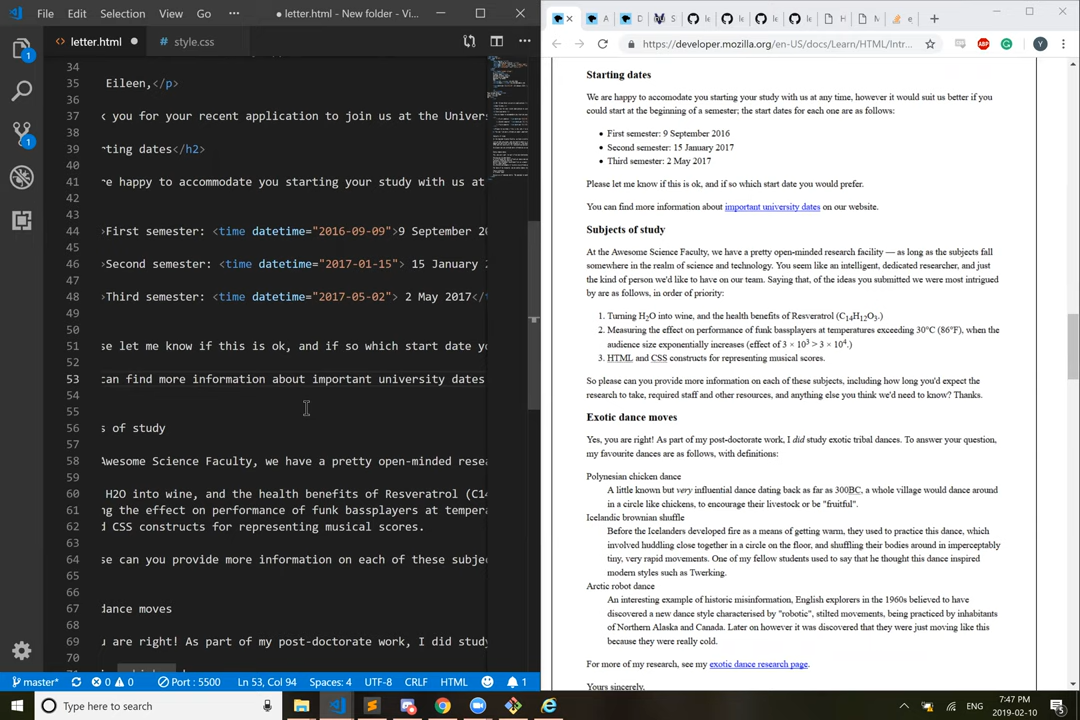 File Edit Selection View Go ··· ● letter.html - New folder - Vi...
letter.html ● style.css
34
35 Eileen,</p>
36
37 k you for your recent application to join us at the Univers
38
39 rting dates</h2>
40
41 re happy to accommodate you starting your study with us at
42
43
44 >First semester: <time datetime="2016-09-09">9 September 20
45
46 >Second semester: <time datetime="2017-01-15"> 15 January 2
47
48 >Third semester: <time datetime="2017-05-02"> 2 May 2017</t
49
50
51 se let me know if this is ok, and if so which start date yo
52
53 can find more information about important university dates
54
55
56 s of study
57
58 Awesome Science Faculty, we have a pretty open-minded resea
59
60 H2O into wine, and the health benefits of Resveratrol (C14
61 ng the effect on performance of funk bassplayers at tempera
62 d CSS constructs for representing musical scores.
63
64 se can you provide more information on each of these subjec
65
66
67 dance moves
68
69 u are right! As part of my post-doctorate work, I did study
70
master* 0 0 Port : 5500 Ln 53, Col 94 Spaces: 4 UTF-8 CRLF HTML 1
https://developer.mozilla.org/en-US/docs/Learn/HTML/Intr...
ABP
Y
Starting dates
We are happy to accomodate you starting your study with us at any time, however it would suit us better if you
could start at the beginning of a semester; the start dates for each one are as follows:
• First semester: 9 September 2016
• Second semester: 15 January 2017
• Third semester: 2 May 2017
Please let me know if this is ok, and if so which start date you would prefer.
You can find more information about important university dates on our website.
Subjects of study
At the Awesome Science Faculty, we have a pretty open-minded research facility — as long as the subjects fall
somewhere in the realm of science and technology. You seem like an intelligent, dedicated researcher, and just
the kind of person we'd like to have on our team. Saying that, of the ideas you submitted we were most intrigued
by are as follows, in order of priority:
1. Turning H₂O into wine, and the health benefits of Resveratrol (C₁₄H₁₂O₃.)
2. Measuring the effect on performance of funk bassplayers at temperatures exceeding 30°C (86°F), when the
audience size exponentially increases (effect of 3 × 10³ > 3 × 10⁴.)
3. HTML and CSS constructs for representing musical scores.
So please can you provide more information on each of these subjects, including how long you'd expect the
research to take, required staff and other resources, and anything else you think we'd need to know? Thanks.
Exotic dance moves
Yes, you are right! As part of my post-doctorate work, I did study exotic tribal dances. To answer your question,
my favourite dances are as follows, with definitions:
Polynesian chicken dance
A little known but very influential dance dating back as far as 300BC, a whole village would dance around
in a circle like chickens, to encourage their livestock or be "fruitful".
Icelandic brownian shuffle
Before the Icelanders developed fire as a means of getting warm, they used to practice this dance, which
involved huddling close together in a circle on the floor, and shuffling their bodies around in imperceptably
tiny, very rapid movements. One of my fellow students used to say that he thought this dance inspired
modern styles such as Twerking.
Arctic robot dance
An interesting example of historic misinformation, English explorers in the 1960s believed to have
discovered a new dance style characterised by "robotic", stilted movements, being practiced by inhabitants
of Northern Alaska and Canada. Later on however it was discovered that they were just moving like this
because they were really cold.
For more of my research, see my exotic dance research page.
Yours sincerely,
Type here to search
ENG
7:47 PM
2019-02-10